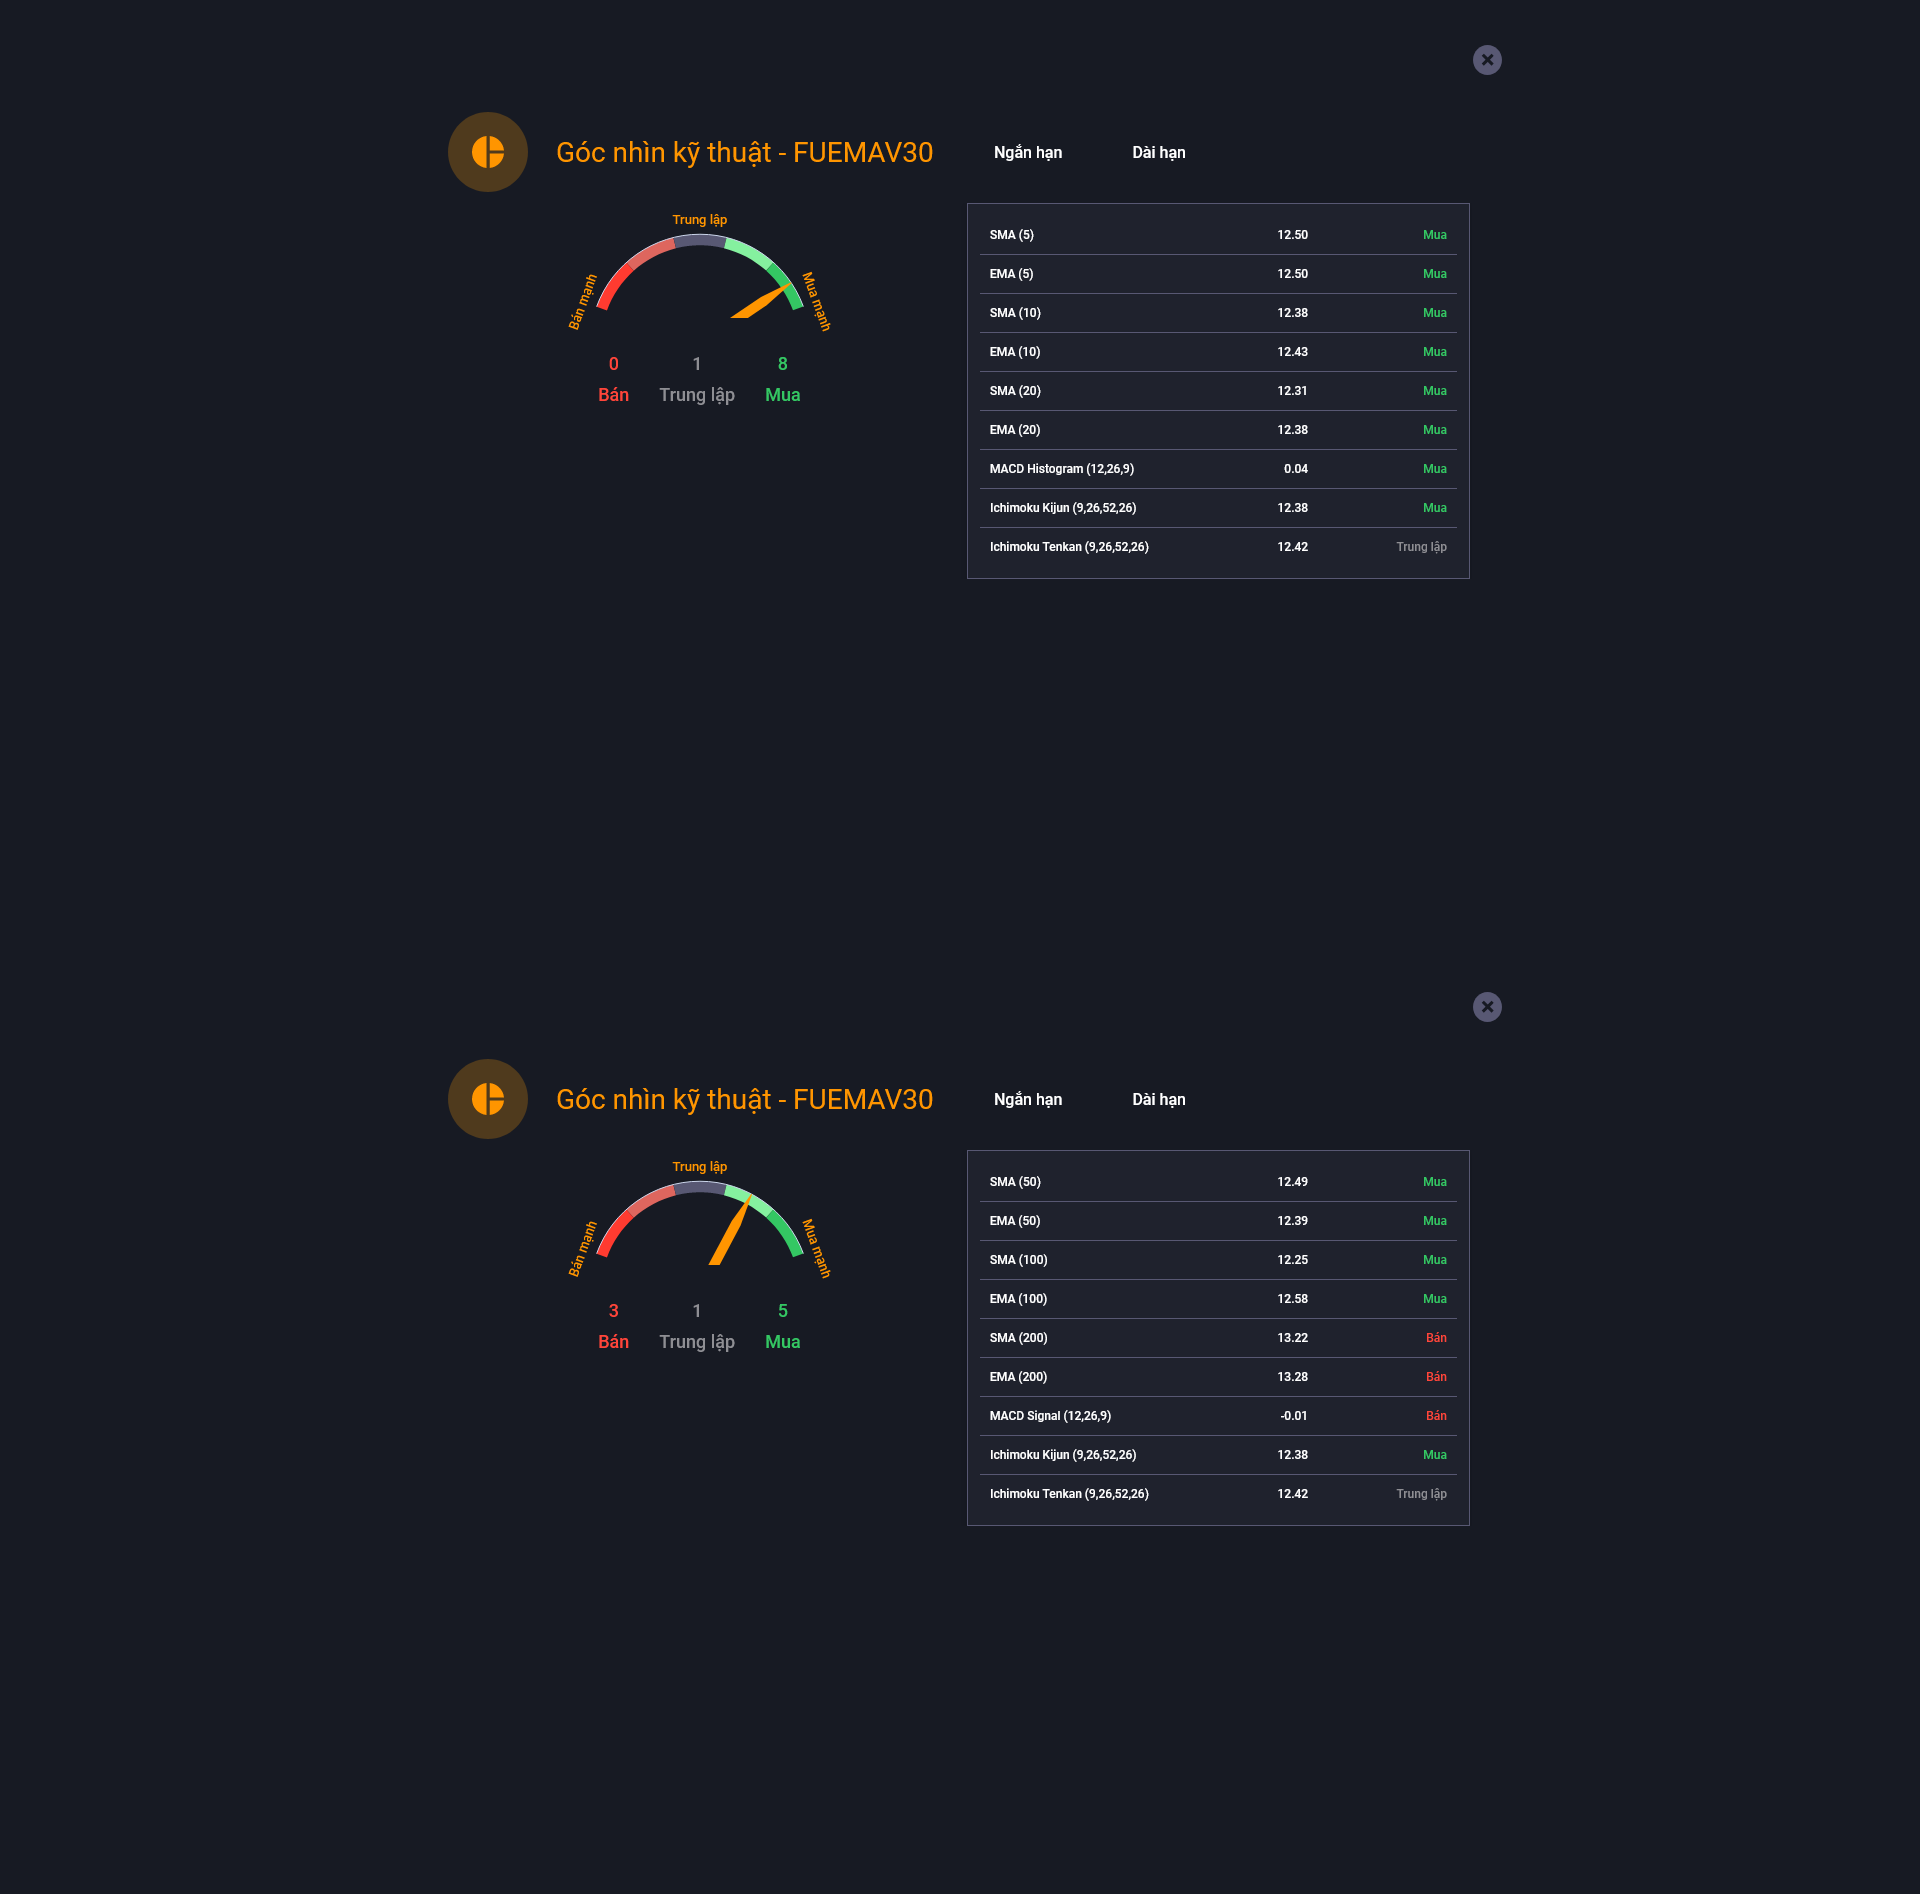 Góc nhìn kỹ thuật - FUEMAV30
Ngắn hạn Dài hạn
Trung lập
Bán mạnh
Mua mạnh
0 1 8
Bán Trung lập Mua
SMA (5) 12.50 Mua
EMA (5) 12.50 Mua
SMA (10) 12.38 Mua
EMA (10) 12.43 Mua
SMA (20) 12.31 Mua
EMA (20) 12.38 Mua
MACD Histogram (12,26,9) 0.04 Mua
Ichimoku Kijun (9,26,52,26) 12.38 Mua
Ichimoku Tenkan (9,26,52,26) 12.42 Trung lập
Góc nhìn kỹ thuật - FUEMAV30
Ngắn hạn Dài hạn
Trung lập
Bán mạnh
Mua mạnh
3 1 5
Bán Trung lập Mua
SMA (50) 12.49 Mua
EMA (50) 12.39 Mua
SMA (100) 12.25 Mua
EMA (100) 12.58 Mua
SMA (200) 13.22 Bán
EMA (200) 13.28 Bán
MACD Signal (12,26,9) -0.01 Bán
Ichimoku Kijun (9,26,52,26) 12.38 Mua
Ichimoku Tenkan (9,26,52,26) 12.42 Trung lập